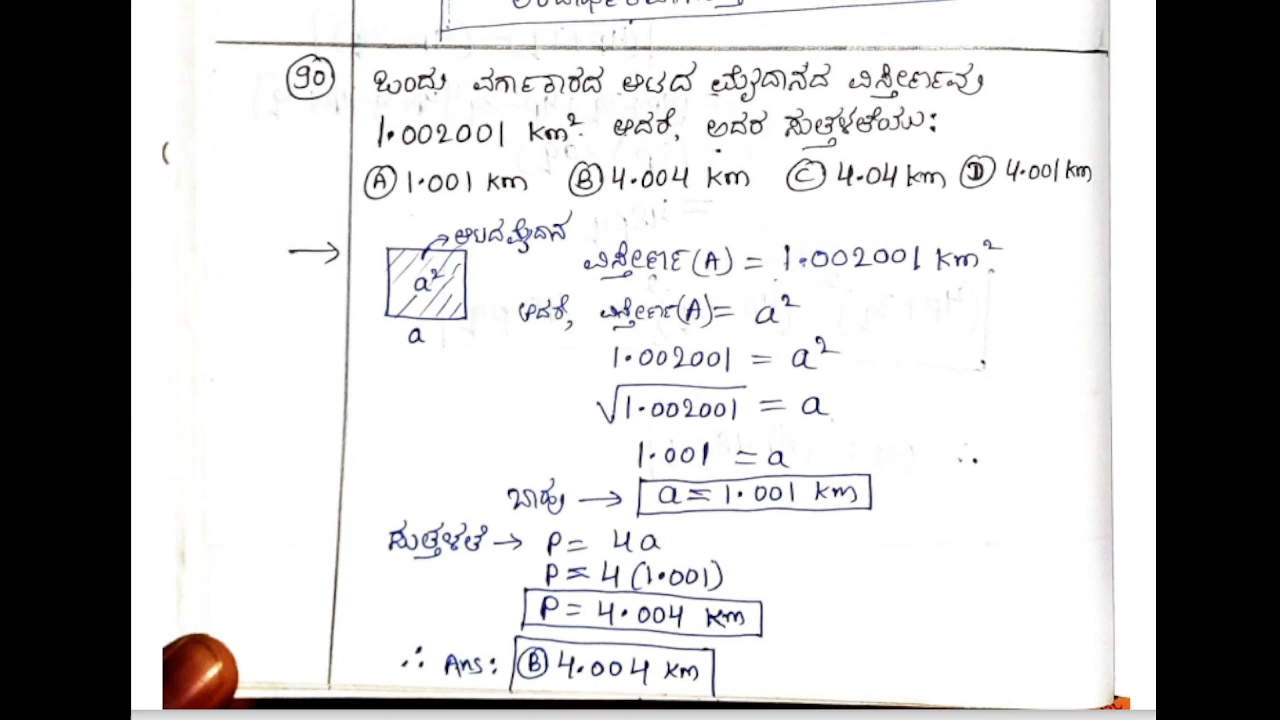 90 ಒಂದು ವರ್ಗಾಕಾರದ ಆಟದ ಮೈದಾನದ ವಿಸ್ತೀರ್ಣವು
1.002001 km². ಆದರೆ, ಅದರ ಸುತ್ತಳತೆಯು:
Ⓐ 1.001 km Ⓑ 4.004 km Ⓒ 4.04 km Ⓓ 4.001 km
→ ಆಟದ ಮೈದಾನ
a²
a
ವಿಸ್ತೀರ್ಣ (A) = 1.002001 km²
ಆದರೆ, ವಿಸ್ತೀರ್ಣ (A) = a²
1.002001 = a²
√1.002001 = a
1.001 = a ∴
ಬಾಹು → a = 1.001 km
ಸುತ್ತಳತೆ → P = 4a
P = 4 (1.001)
P = 4.004 km
∴ Ans: Ⓑ 4.004 km